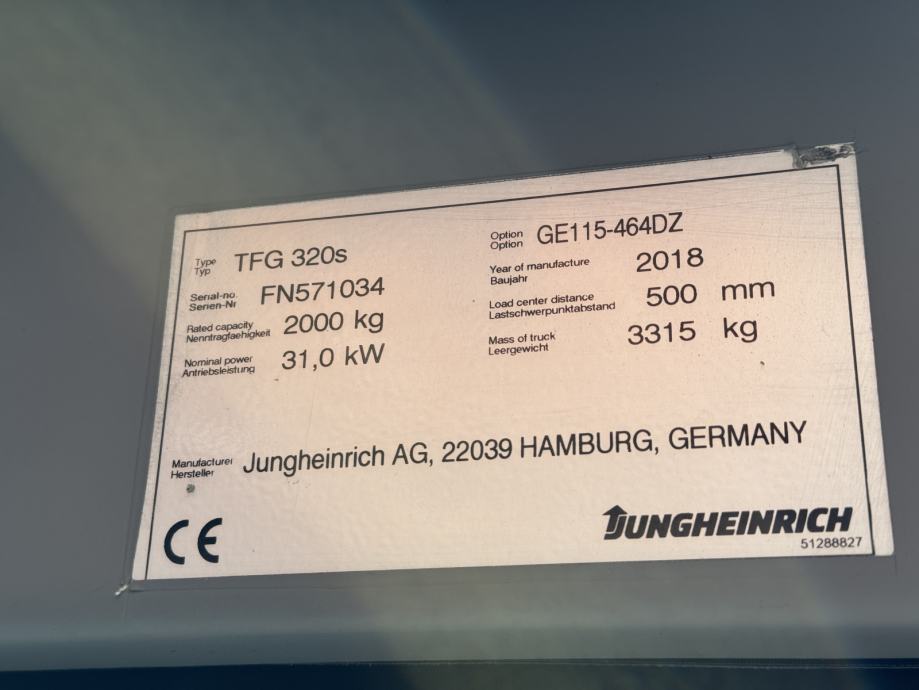 Type
Typ TFG 320s
Option
Option GE115-464DZ
Serial-no.
Serien-Nr FN571034
Year of manufacture
Baujahr 2018
Rated capacity
Nenntragfaehigkeit 2000 kg
Load center distance
Lastschwerpunktabstand 500 mm
Nominal power
Antriebsleistung 31,0 kW
Mass of truck
Leergewicht 3315 kg
Manufacturer
Hersteller Jungheinrich AG, 22039 HAMBURG, GERMANY
CE
JUNGHEINRICH
51288827